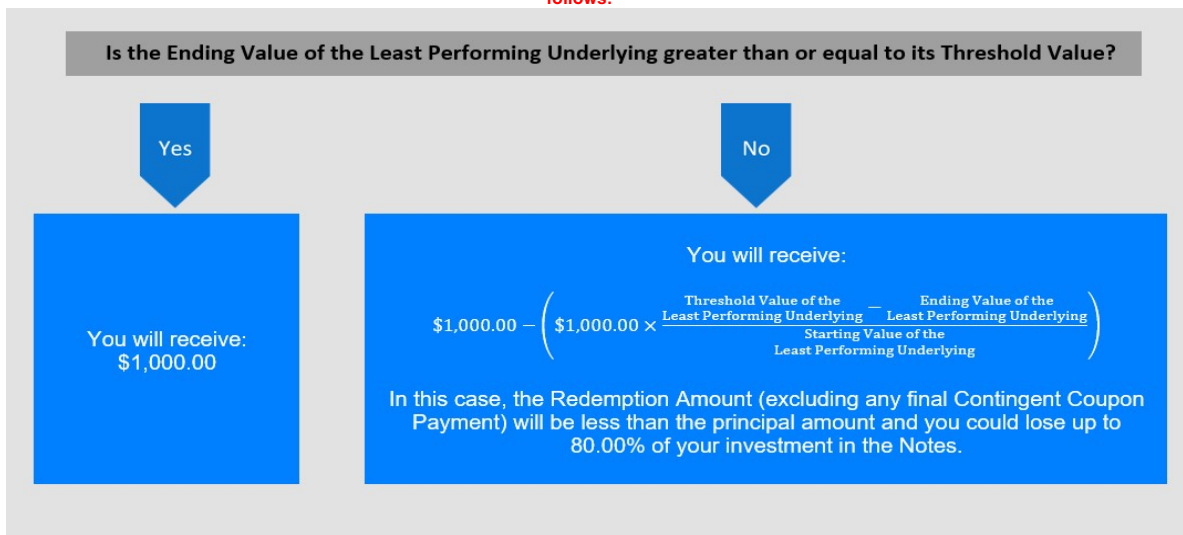 follows:
Is the Ending Value of the Least Performing Underlying greater than or equal to its Threshold Value?
Yes
No
You will receive:
$1,000.00
You will receive:
$1,000.00 − ($1,000.00 × (Threshold Value of the Least Performing Underlying − Ending Value of the Least Performing Underlying) / Starting Value of the Least Performing Underlying)
In this case, the Redemption Amount (excluding any final Contingent Coupon
Payment) will be less than the principal amount and you could lose up to
80.00% of your investment in the Notes.